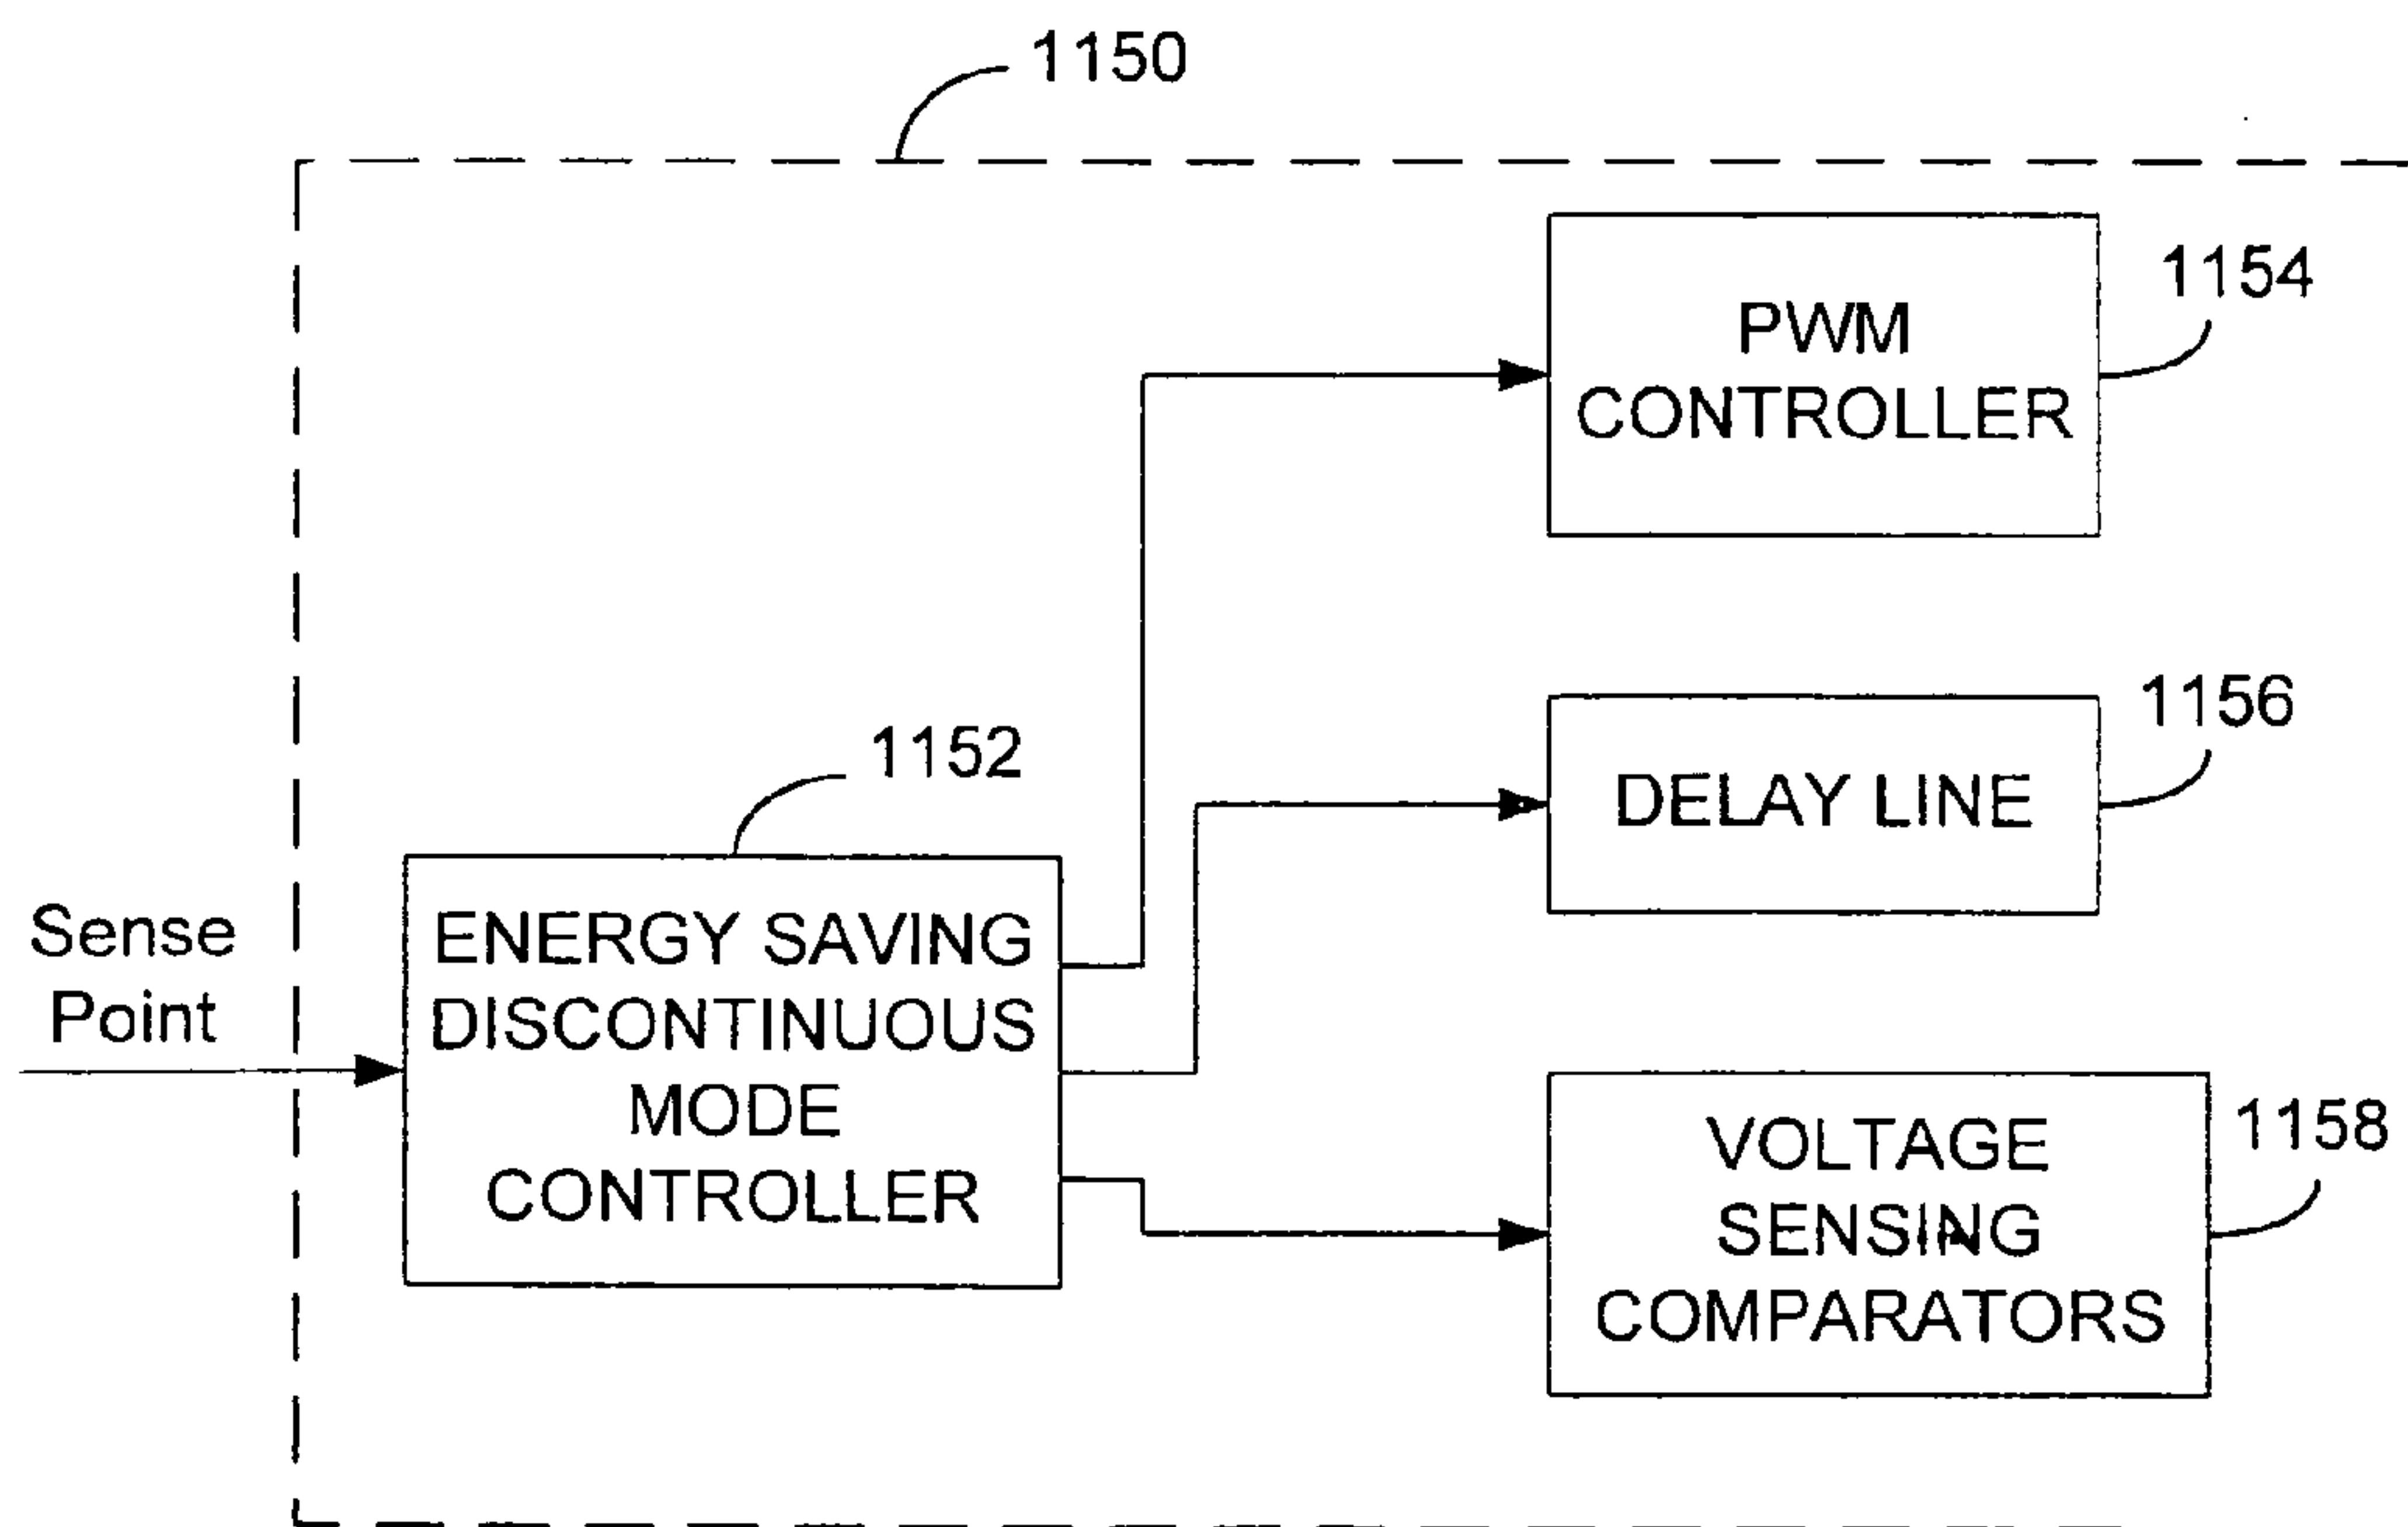 1150
PWM
CONTROLLER
1154
DELAY LINE
1156
1152
Sense
Point
ENERGY SAVING
DISCONTINUOUS
MODE
CONTROLLER
VOLTAGE
SENSING
COMPARATORS
1158